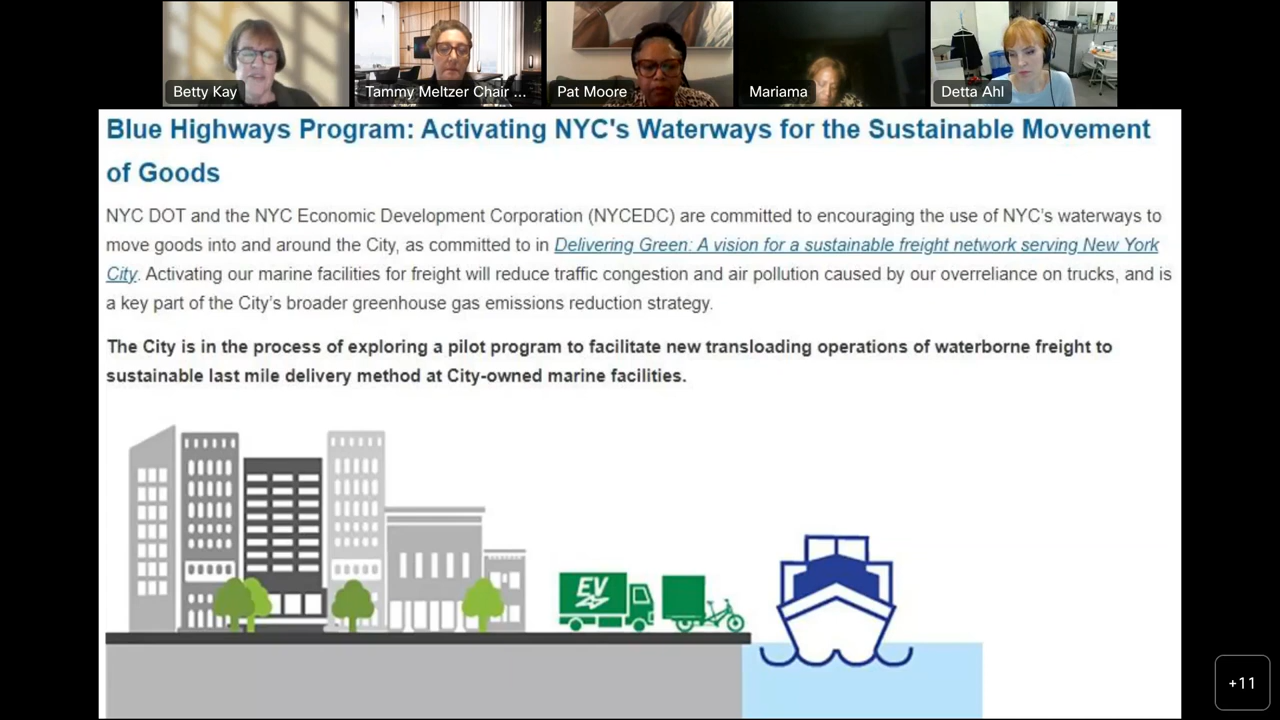 Betty Kay
Tammy Meltzer Chair ...
Pat Moore
Mariama
Detta Ahl
Blue Highways Program: Activating NYC's Waterways for the Sustainable Movement
of Goods
NYC DOT and the NYC Economic Development Corporation (NYCEDC) are committed to encouraging the use of NYC's waterways to
move goods into and around the City, as committed to in Delivering Green: A vision for a sustainable freight network serving New York
City. Activating our marine facilities for freight will reduce traffic congestion and air pollution caused by our overreliance on trucks, and is
a key part of the City's broader greenhouse gas emissions reduction strategy.
The City is in the process of exploring a pilot program to facilitate new transloading operations of waterborne freight to
sustainable last mile delivery method at City-owned marine facilities.
EV
+11